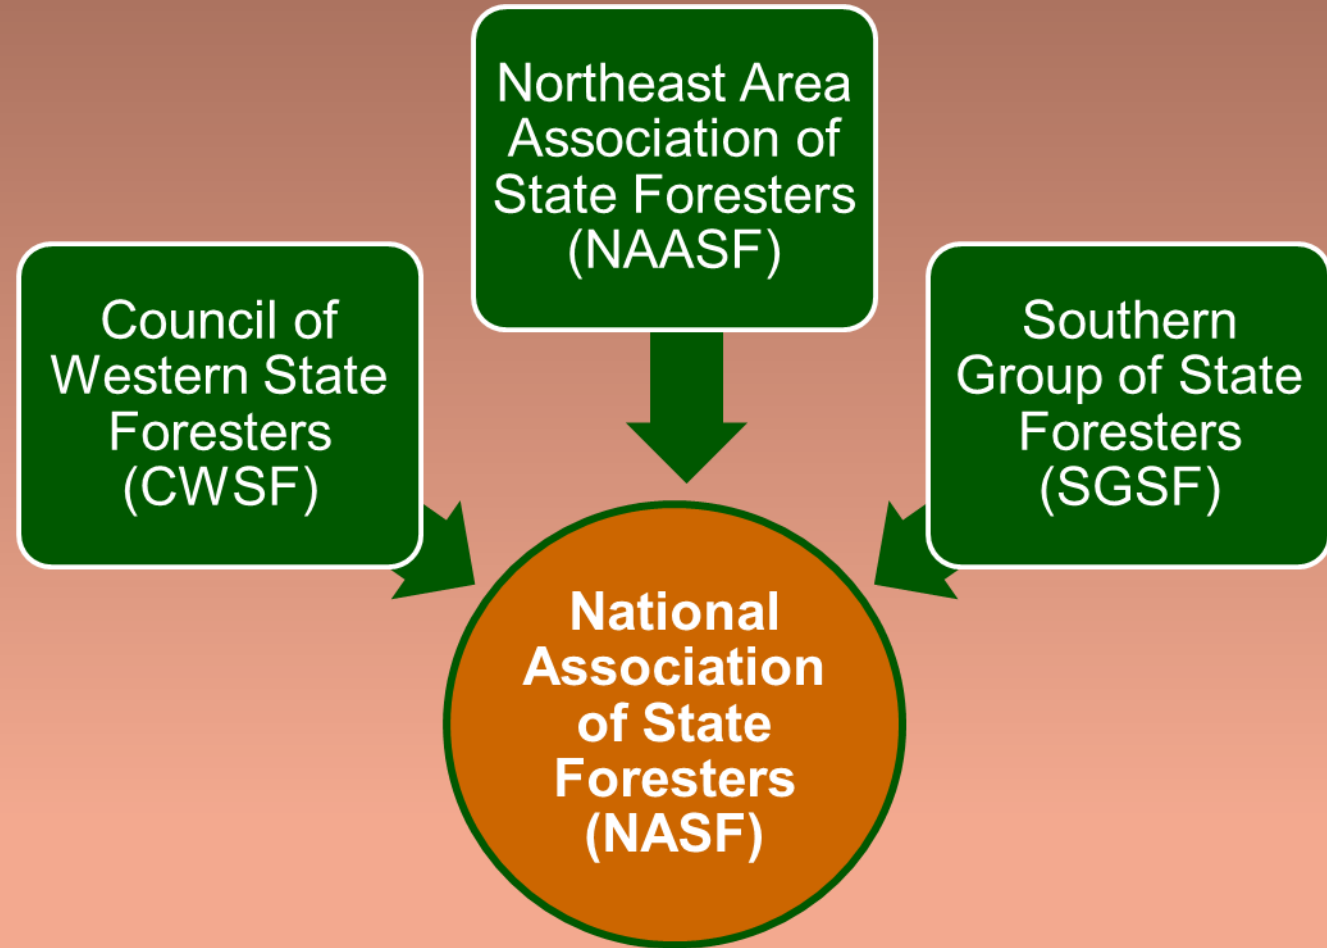 Northeast Area
Association of
State Foresters
(NAASF)
Council of
Western State
Foresters
(CWSF)
Southern
Group of State
Foresters
(SGSF)
National
Association
of State
Foresters
(NASF)